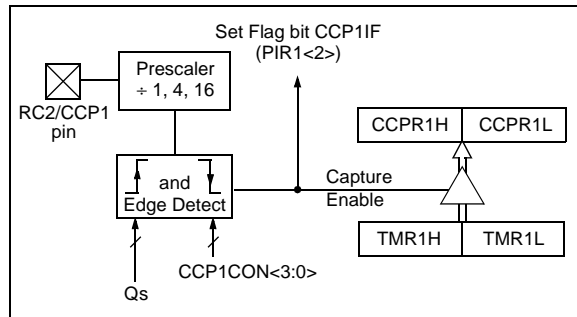 Set Flag bit CCP1IF
(PIR1<2>)
Prescaler
÷ 1, 4, 16
RC2/CCP1
pin
CCPR1H CCPR1L
and
Edge Detect
Capture
Enable
TMR1H TMR1L
CCP1CON<3:0>
Qs